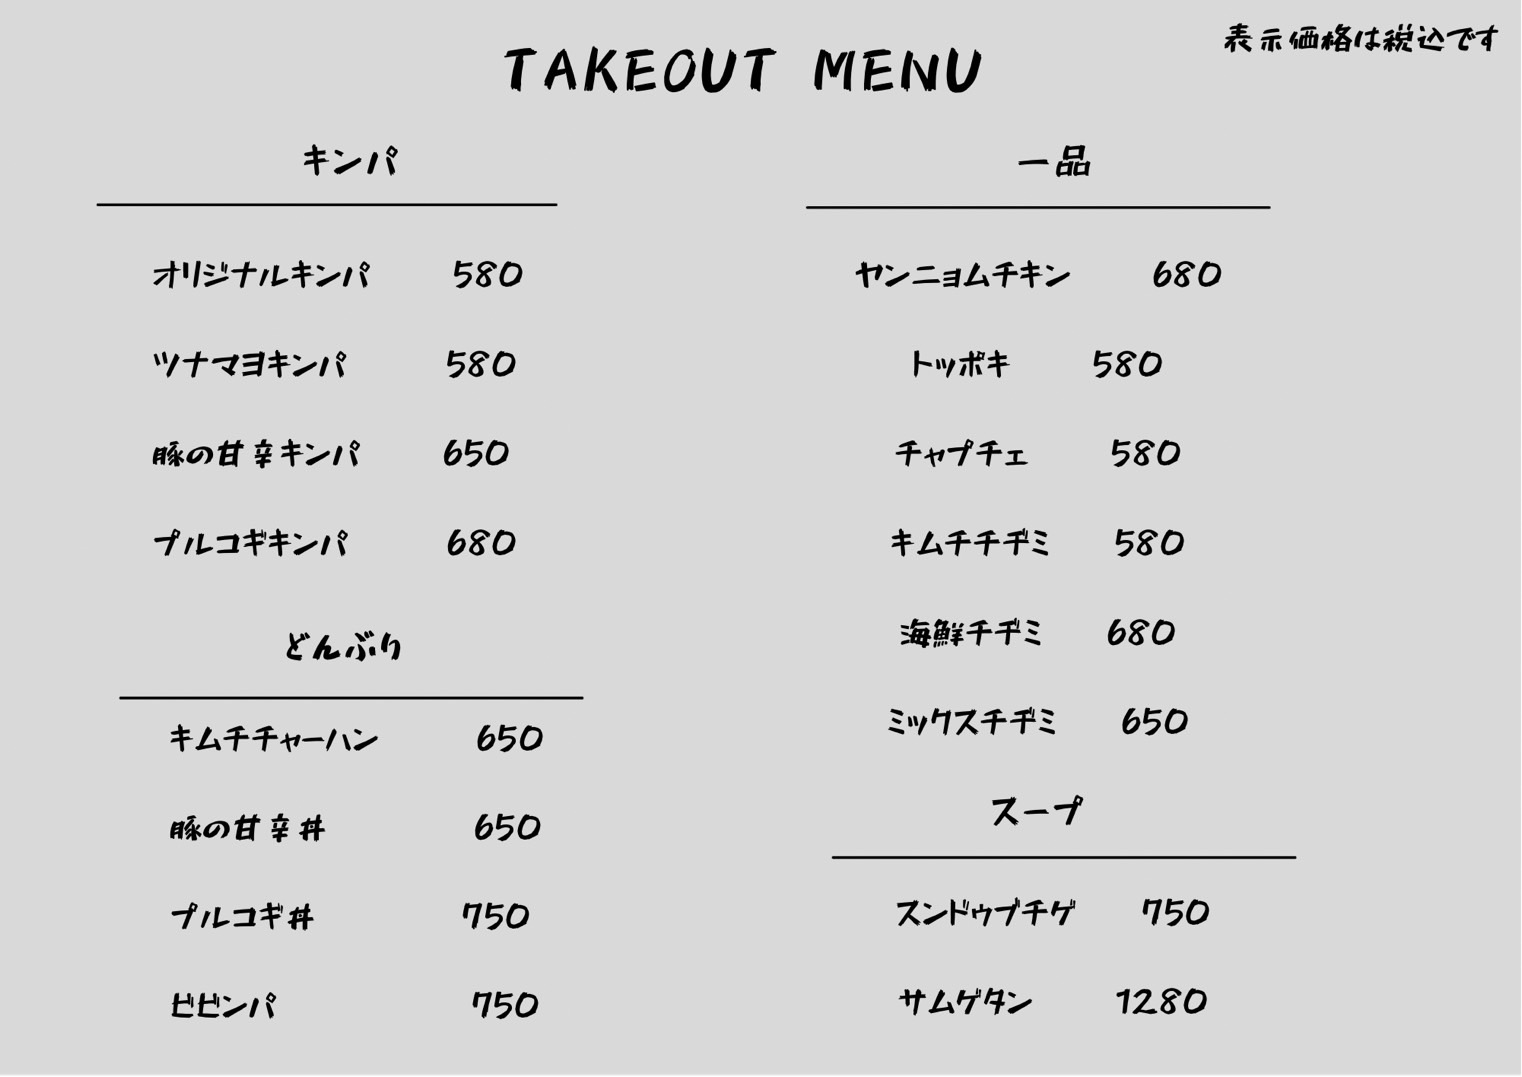 表示価格は税込です
TAKEOUT MENU
キンパ
オリジナルキンパ 580
ツナマヨキンパ 580
豚の甘辛キンパ 650
プルコギキンパ 680
どんぶり
キムチチャーハン 650
豚の甘辛丼 650
プルコギ丼 750
ビビンパ 750
一品
ヤンニョムチキン 680
トッポキ 580
チャプチェ 580
キムチチヂミ 580
海鮮チヂミ 680
ミックスチヂミ 650
スープ
スンドゥブチゲ 750
サムゲタン 1280